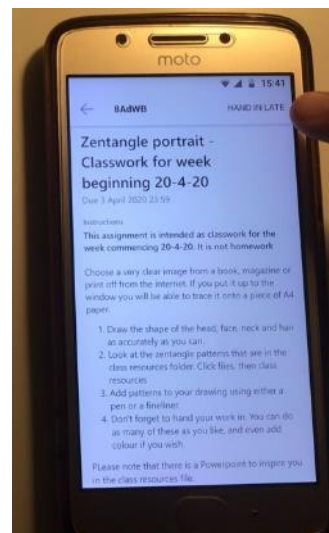 moto
15:41
8AdWB HAND IN LATE
Zentangle portrait -
Classwork for week
beginning 20-4-20
Due 3 April 2020 23:59
Instructions
This assignment is intended as classwork for the
week commencing 20-4-20. It is not homework
Choose a very clear image from a book, magazine or
print off from the internet. If you put it up to the
window you will be able to trace it onto a piece of A4
paper.
1. Draw the shape of the head, face, neck and hair
as accurately as you can.
2. Look at the zentangle patterns that are in the
class resources folder. Click files, then class
resources
3. Add patterns to your drawing using either a
pen or a fineliner
4. Don't forget to hand your work in. You can do
as many of these as you like, and even add
colour if you wish.
PLease note that there is a Powerpoint to inspire you
in the class resources file.